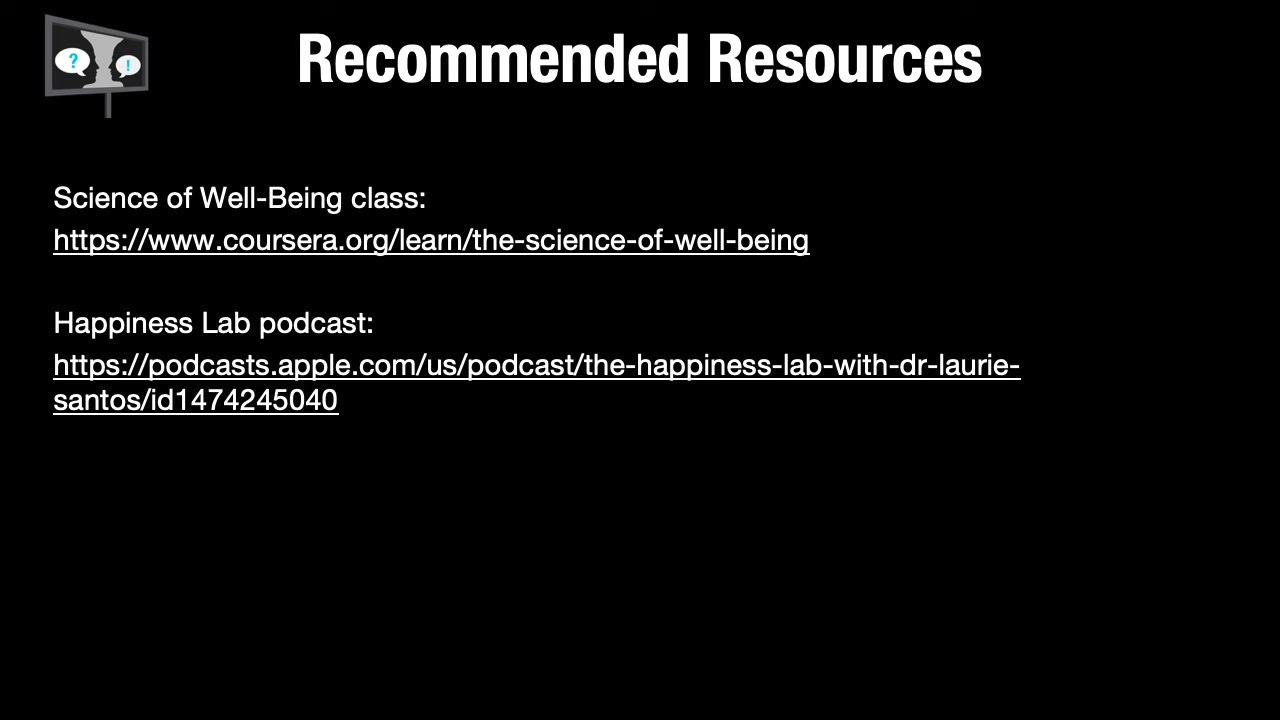 Recommended Resources
? !
Science of Well-Being class:
https://www.coursera.org/learn/the-science-of-well-being
Happiness Lab podcast:
https://podcasts.apple.com/us/podcast/the-happiness-lab-with-dr-laurie-
santos/id1474245040